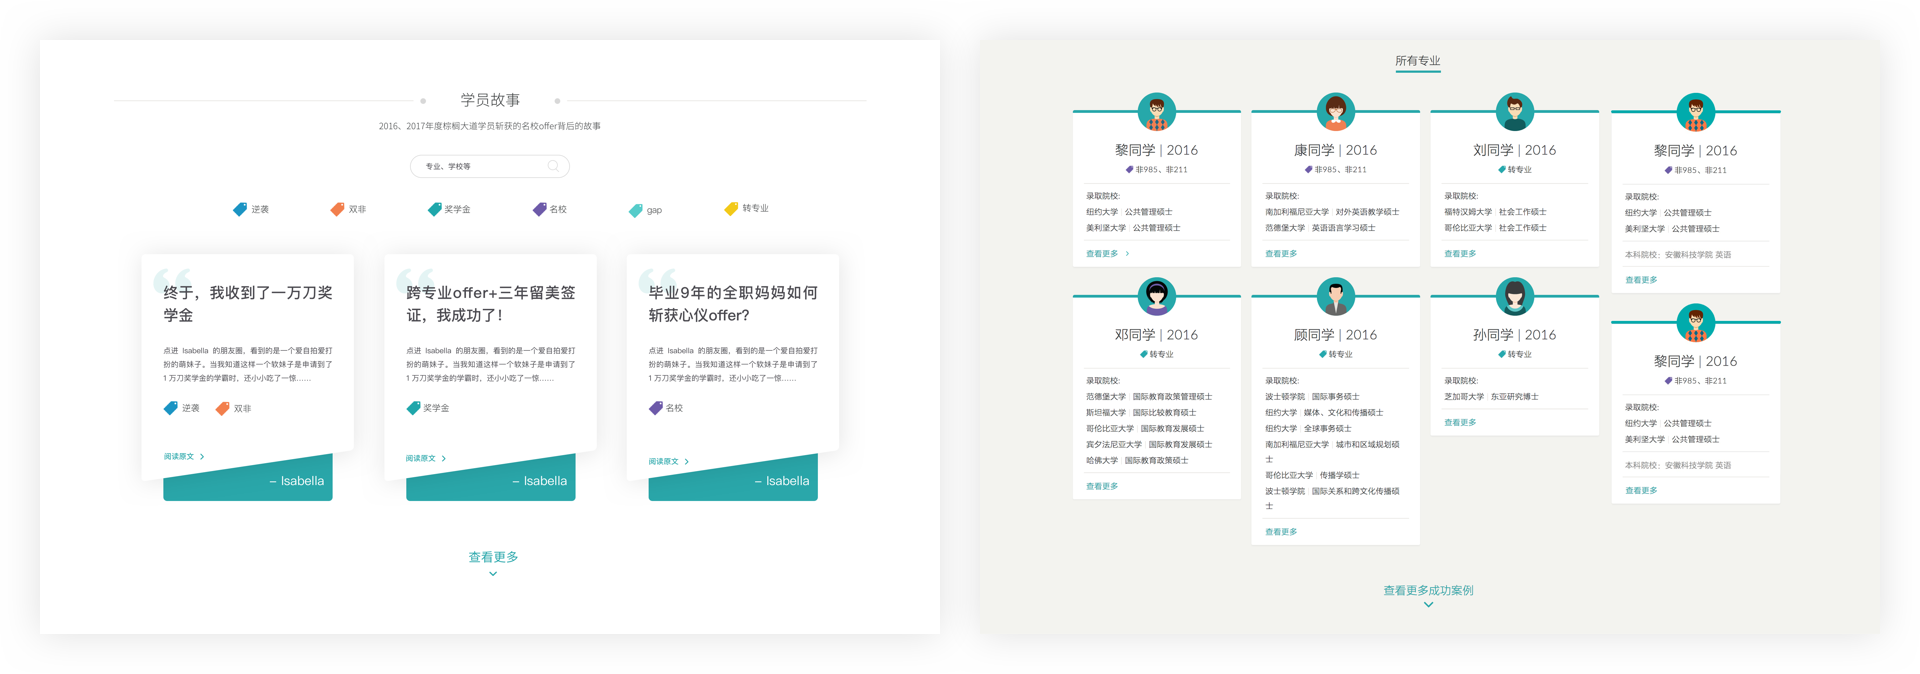 学员故事
2016、2017年度棕榈大道学员斩获的名校offer背后的故事
专业、学校等
逆袭
双非
奖学金
名校
gap
转专业
终于，我收到了一万刀奖
学金
点进 Isabella 的朋友圈，看到的是一个爱自拍爱打
扮的萌妹子。当我知道这样一个软妹子是申请到了
1 万刀奖学金的学霸时，还小小吃了一惊……
逆袭
双非
阅读原文
– Isabella
跨专业offer+三年留美签
证，我成功了！
点进 Isabella 的朋友圈，看到的是一个爱自拍爱打
扮的萌妹子。当我知道这样一个软妹子是申请到了
1 万刀奖学金的学霸时，还小小吃了一惊……
奖学金
阅读原文
– Isabella
毕业9年的全职妈妈如何
斩获心仪offer?
点进 Isabella 的朋友圈，看到的是一个爱自拍爱打
扮的萌妹子。当我知道这样一个软妹子是申请到了
1 万刀奖学金的学霸时，还小小吃了一惊……
名校
阅读原文
– Isabella
查看更多
所有专业
黎同学 | 2016
非985、非211
录取院校:
纽约大学 | 公共管理硕士
美利坚大学 | 公共管理硕士
查看更多
康同学 | 2016
非985、非211
录取院校:
南加利福尼亚大学 | 对外英语教学硕士
范德堡大学 | 英语语言学习硕士
查看更多
刘同学 | 2016
转专业
录取院校:
福特汉姆大学 | 社会工作硕士
哥伦比亚大学 | 社会工作硕士
查看更多
黎同学 | 2016
非985、非211
录取院校:
纽约大学 | 公共管理硕士
美利坚大学 | 公共管理硕士
本科院校：安徽科技学院 英语
查看更多
邓同学 | 2016
转专业
录取院校:
范德堡大学 | 国际教育政策管理硕士
斯坦福大学 | 国际比较教育硕士
哥伦比亚大学 | 国际教育发展硕士
宾夕法尼亚大学 | 国际教育发展硕士
哈佛大学 | 国际教育政策硕士
查看更多
顾同学 | 2016
转专业
录取院校:
波士顿学院 | 国际事务硕士
纽约大学 | 媒体、文化和传播硕士
纽约大学 | 全球事务硕士
南加利福尼亚大学 | 城市和区域规划硕
士
哥伦比亚大学 | 传播学硕士
波士顿学院 | 国际关系和跨文化传播硕
士
查看更多
孙同学 | 2016
转专业
录取院校:
芝加哥大学 | 东亚研究博士
查看更多
黎同学 | 2016
非985、非211
录取院校:
纽约大学 | 公共管理硕士
美利坚大学 | 公共管理硕士
本科院校：安徽科技学院 英语
查看更多
查看更多成功案例